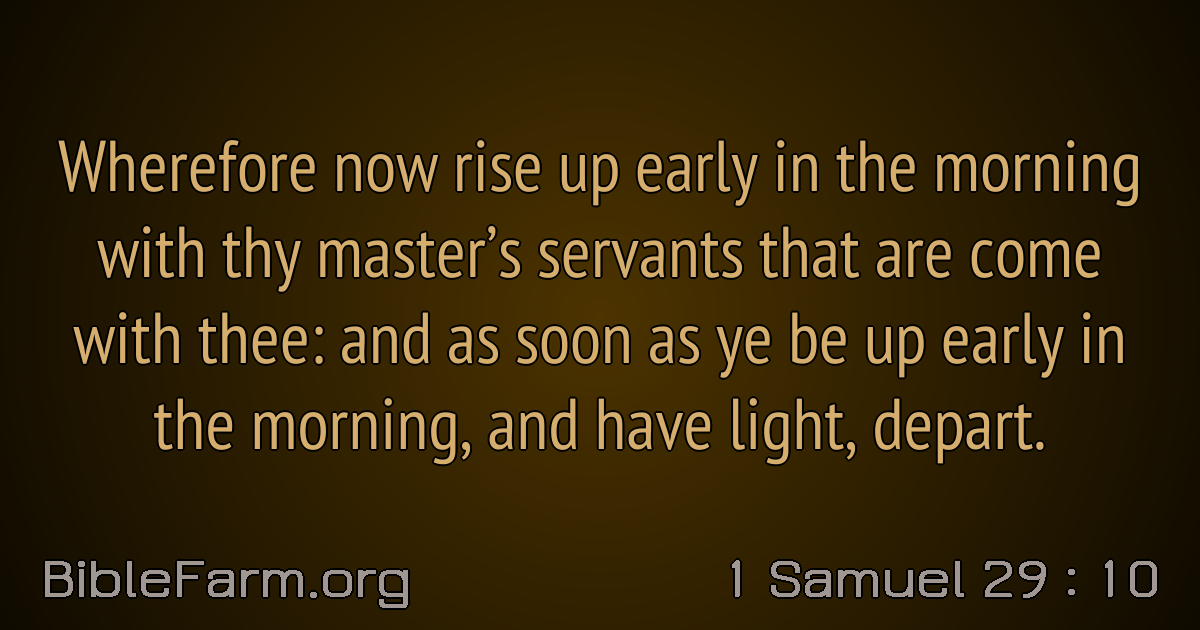 Wherefore now rise up early in the morning
with thy master’s servants that are come
with thee: and as soon as ye be up early in
the morning, and have light, depart.
BibleFarm.org
1 Samuel 29 : 10